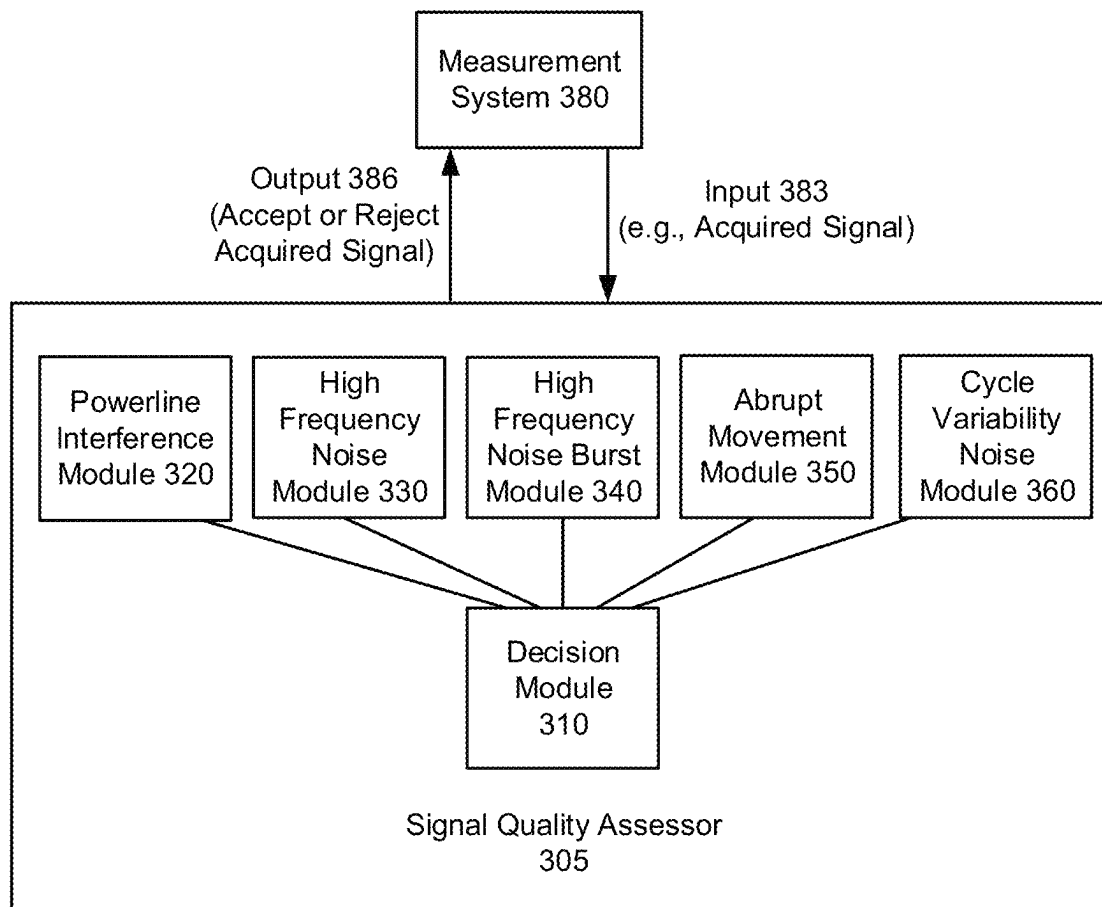 Measurement
System 380
Output 386
(Accept or Reject
Acquired Signal)
Input 383
(e.g., Acquired Signal)
Powerline
Interference
Module 320
High
Frequency
Noise
Module 330
High
Frequency
Noise Burst
Module 340
Abrupt
Movement
Module 350
Cycle
Variability
Noise
Module 360
Decision
Module
310
Signal Quality Assessor
305